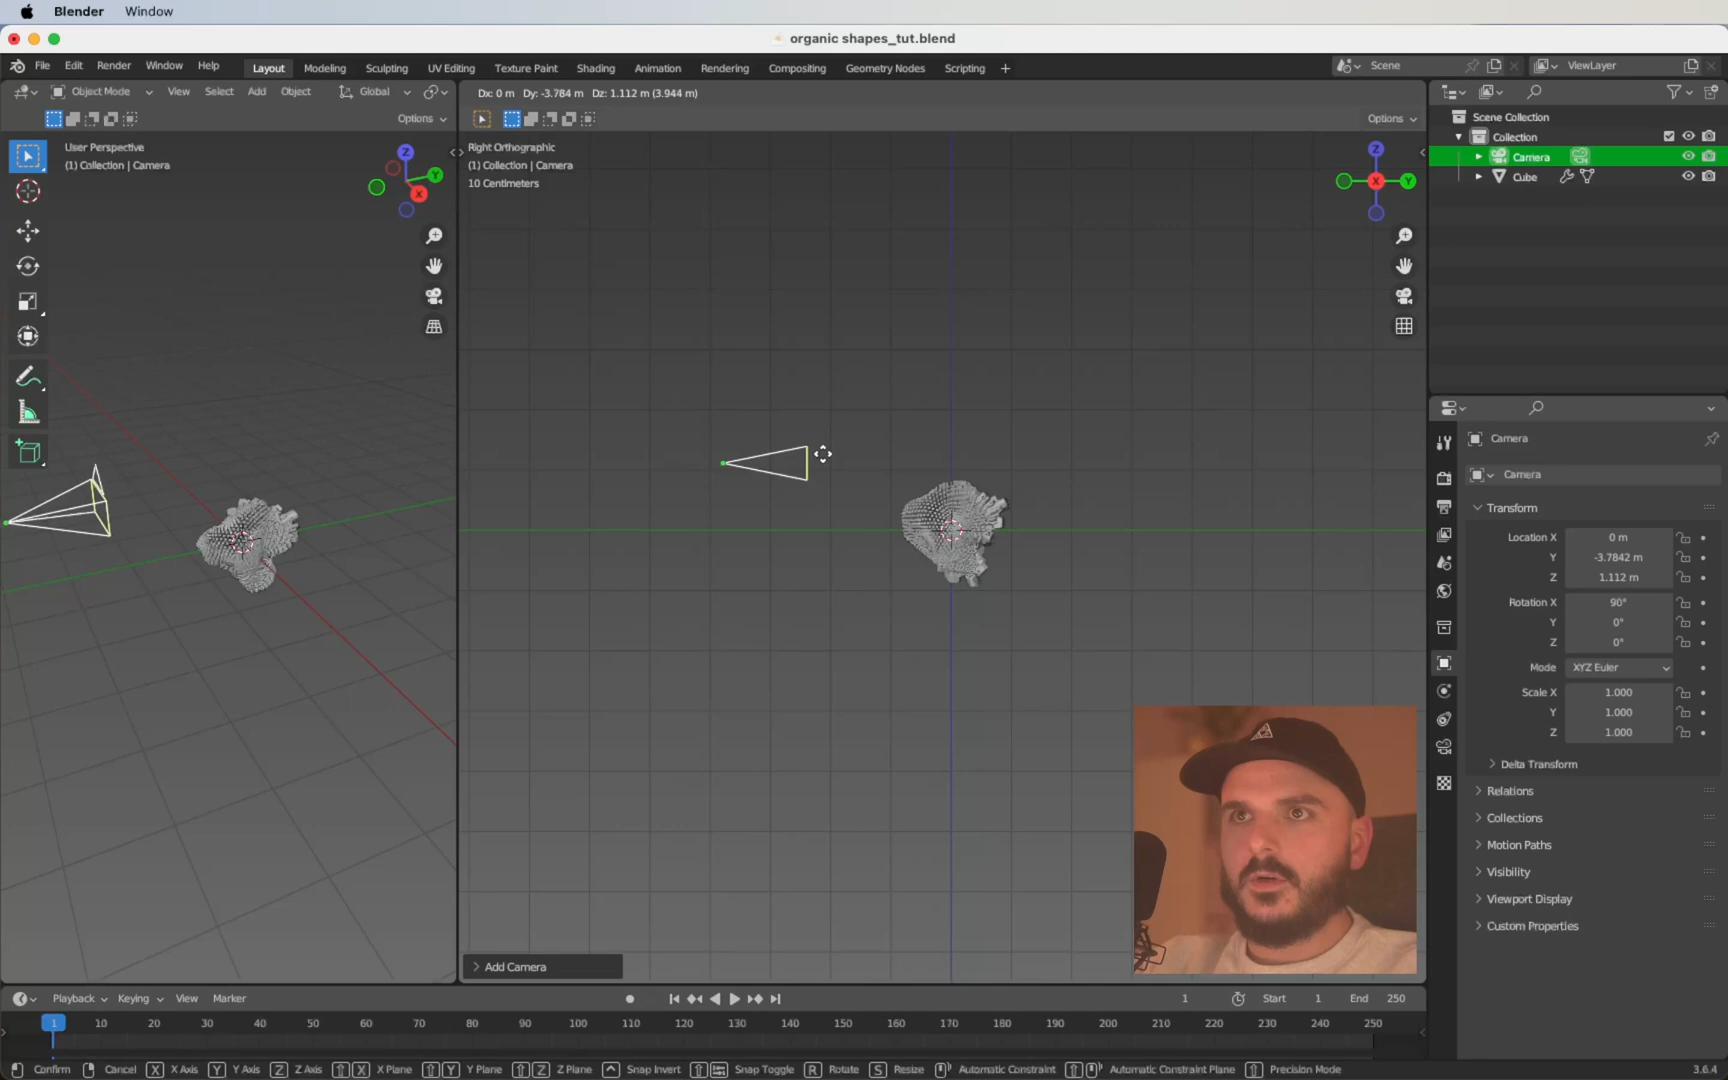 Blender Window
organic shapes_tut.blend
File Edit Render Window Help Layout Modeling Sculpting UV Editing Texture Paint Shading Animation Rendering Compositing Geometry Nodes Scripting + Scene ViewLayer
Object Mode View Select Add Object Global
Dx: 0 m Dy: -3.784 m Dz: 1.112 m (3.944 m)
Options
Options
User Perspective
(1) Collection | Camera
Z
Y
X
Right Orthographic
(1) Collection | Camera
10 Centimeters
Z
X
Y
Scene Collection
Collection
Camera
Cube
Camera
Camera
Transform
Location X 0 m
Y -3.7842 m
Z 1.112 m
Rotation X 90°
Y 0°
Z 0°
Mode XYZ Euler
Scale X 1.000
Y 1.000
Z 1.000
Delta Transform
Relations
Collections
Motion Paths
Visibility
Viewport Display
Custom Properties
Add Camera
Playback Keying View Marker 1 Start 1 End 250
1 10 20 30 40 50 60 70 80 90 100 110 120 130 140 150 160 170 180 190 200 210 220 230 240 250
Confirm Cancel X X Axis Y Y Axis Z Z Axis X X Plane Y Y Plane Z Z Plane Snap Invert Snap Toggle R Rotate S Resize Automatic Constraint Automatic Constraint Plane Precision Mode 3.6.4